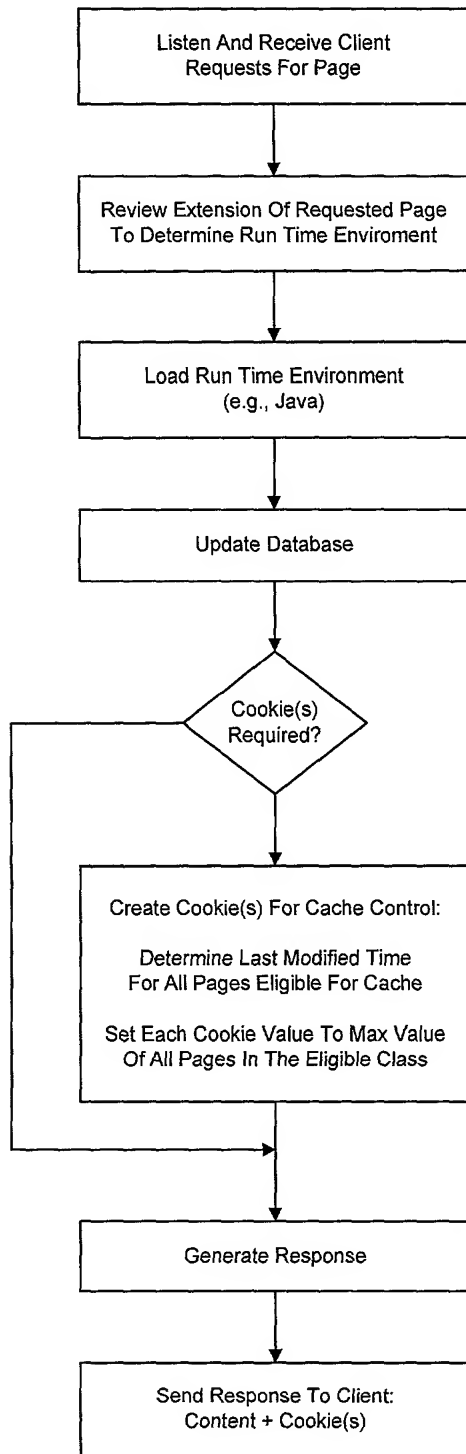 Listen And Receive Client
Requests For Page
Review Extension Of Requested Page
To Determine Run Time Enviroment
Load Run Time Environment
(e.g., Java)
Update Database
Cookie(s)
Required?
Create Cookie(s) For Cache Control:
Determine Last Modified Time
For All Pages Eligible For Cache
Set Each Cookie Value To Max Value
Of All Pages In The Eligible Class
Generate Response
Send Response To Client:
Content + Cookie(s)